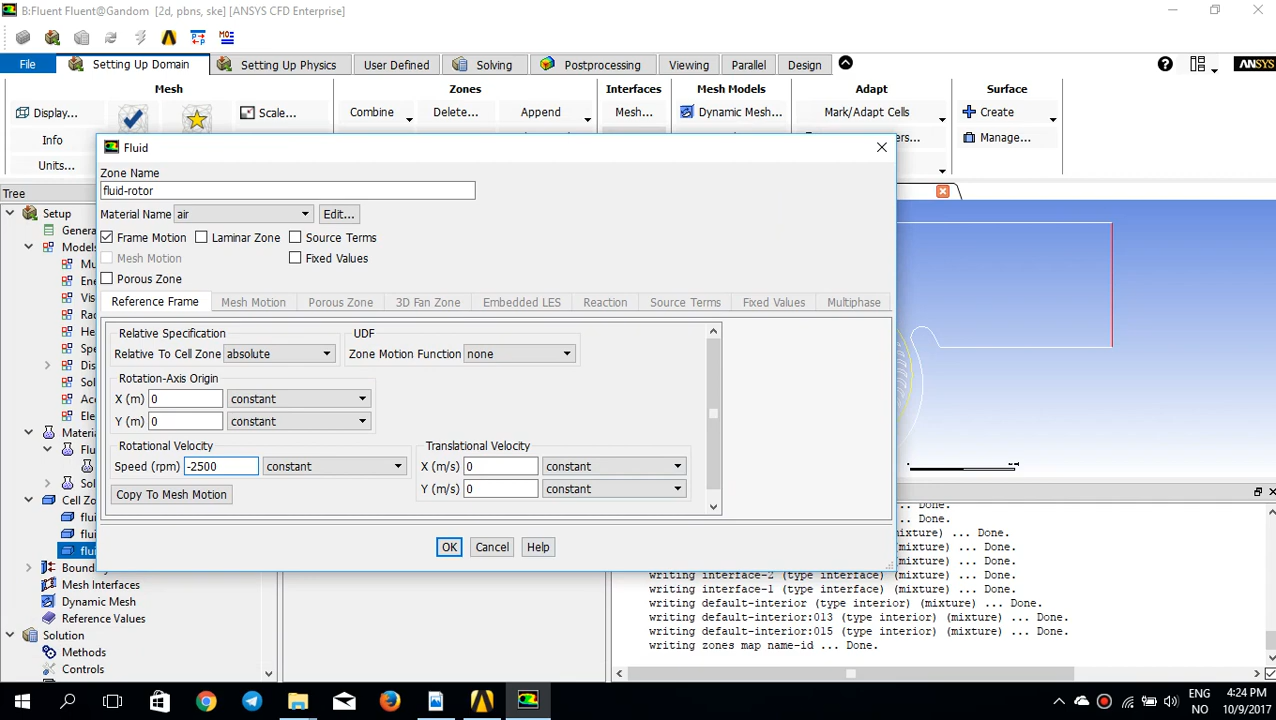 B:Fluent Fluent@Gandom [2d, pbns, ske] [ANSYS CFD Enterprise]
File Setting Up Domain Setting Up Physics User Defined Solving Postprocessing Viewing Parallel Design ANSYS
Mesh Zones Interfaces Mesh Models Adapt Surface
Display... Scale... Combine Delete... Append Mesh... Dynamic Mesh... Mark/Adapt Cells Create
Info Manage...
Units...
Fluid
Tree
Zone Name
fluid-rotor
Material Name air Edit...
Frame Motion Laminar Zone Source Terms
Mesh Motion Fixed Values
Porous Zone
Reference Frame Mesh Motion Porous Zone 3D Fan Zone Embedded LES Reaction Source Terms Fixed Values Multiphase
Relative Specification UDF
Relative To Cell Zone absolute Zone Motion Function none
Rotation-Axis Origin
X (m) 0 constant
Y (m) 0 constant
Rotational Velocity Translational Velocity
Speed (rpm) -2500 constant X (m/s) 0 constant
Copy To Mesh Motion Y (m/s) 0 constant
OK Cancel Help
Setup
Mesh Interfaces
Dynamic Mesh
Reference Values
Solution
Methods
Controls
... Done.
... Done.
mixture) ... Done.
mixture) ... Done.
mixture) ... Done.
writing interface-2 (type interface) (mixture) ... Done.
writing interface-1 (type interface) (mixture) ... Done.
writing default-interior (type interior) (mixture) ... Done.
writing default-interior:013 (type interior) (mixture) ... Done.
writing default-interior:015 (type interior) (mixture) ... Done.
writing zones map name-id ... Done.
ENG 6:24 PM
NO 10/9/2017